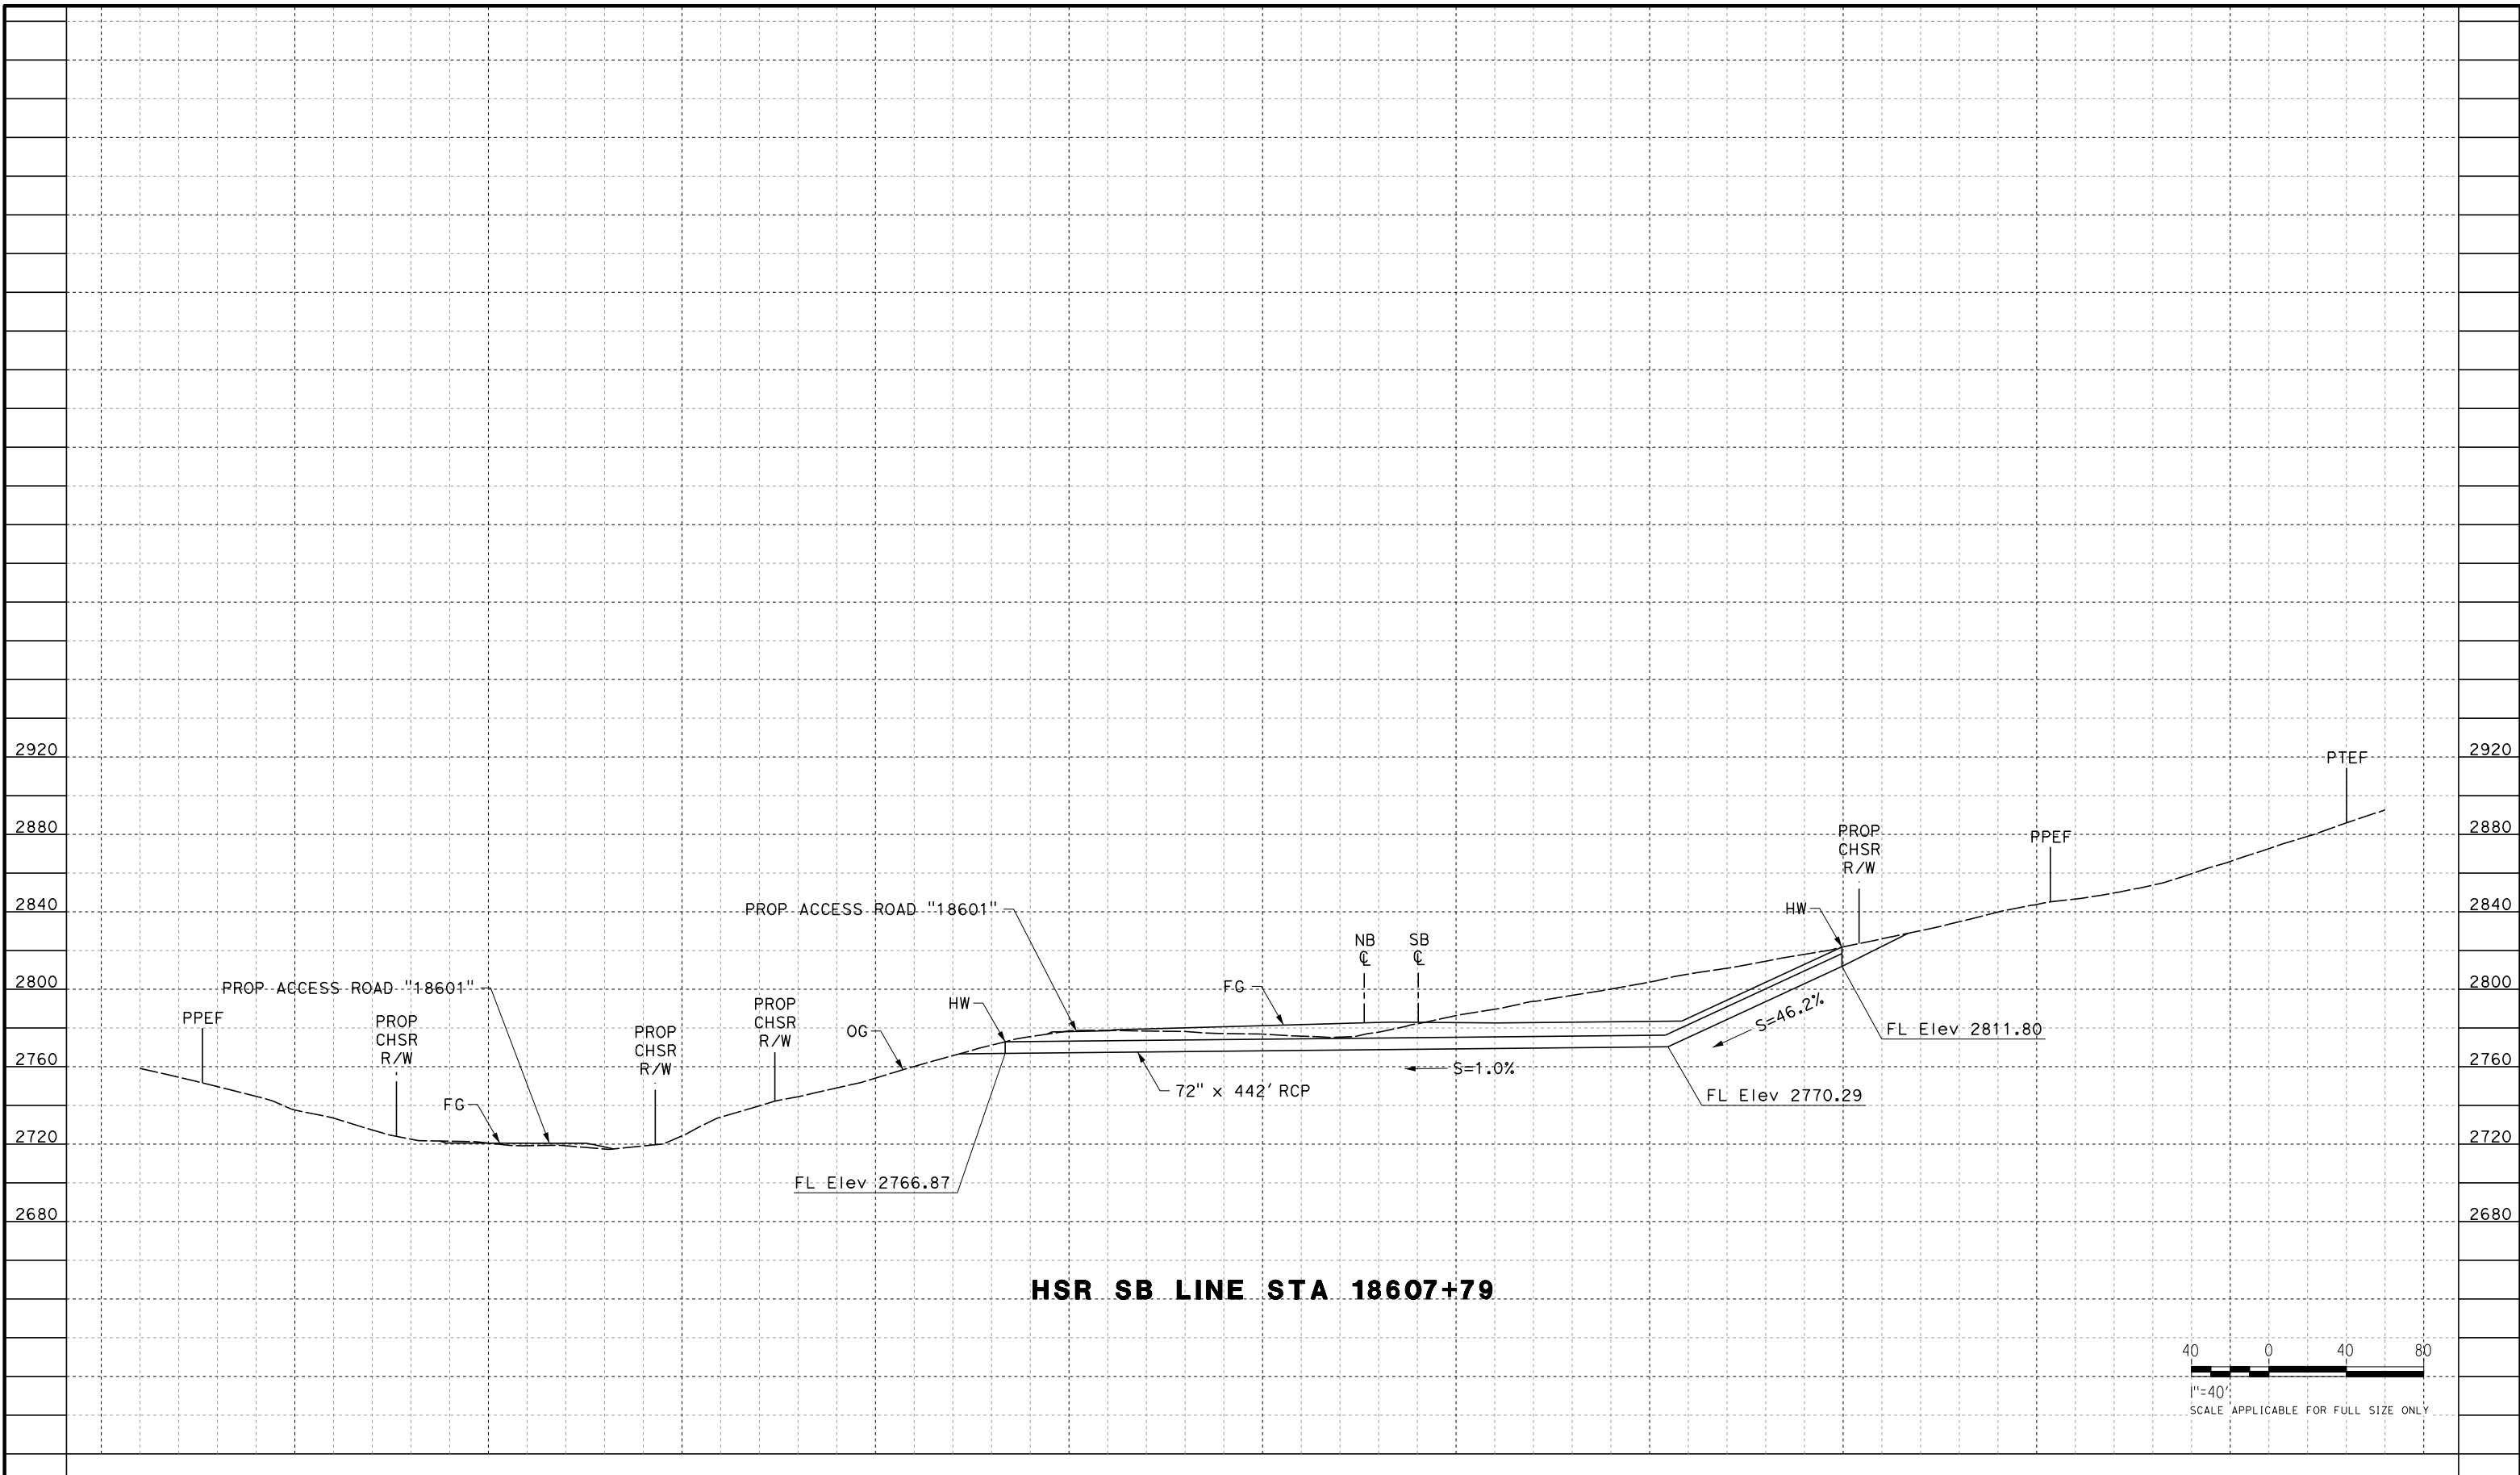 2920
2920
PTEF
2880
2880
PROP
CHSR
R/W
PPEF
2840
2840
PROP ACCESS ROAD "18601"
HW
NB
℄
SB
℄
2800
2800
PROP ACCESS ROAD "18601"
FG
HW
PROP
CHSR
R/W
PPEF
PROP
CHSR
R/W
OG
PROP
CHSR
R/W
S=46.2%
FL Elev 2811.80
2760
2760
S=1.0%
72" x 442' RCP
FL Elev 2770.29
FG
2720
2720
FL Elev 2766.87
2680
2680
HSR SB LINE STA 18607+79
40 0 40 80
1"=40'
SCALE APPLICABLE FOR FULL SIZE ONLY